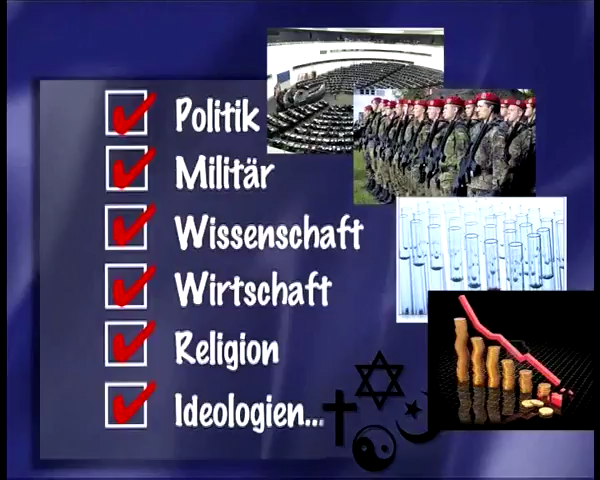 Politik
Militär
Wissenschaft
Wirtschaft
Religion
Ideologien...